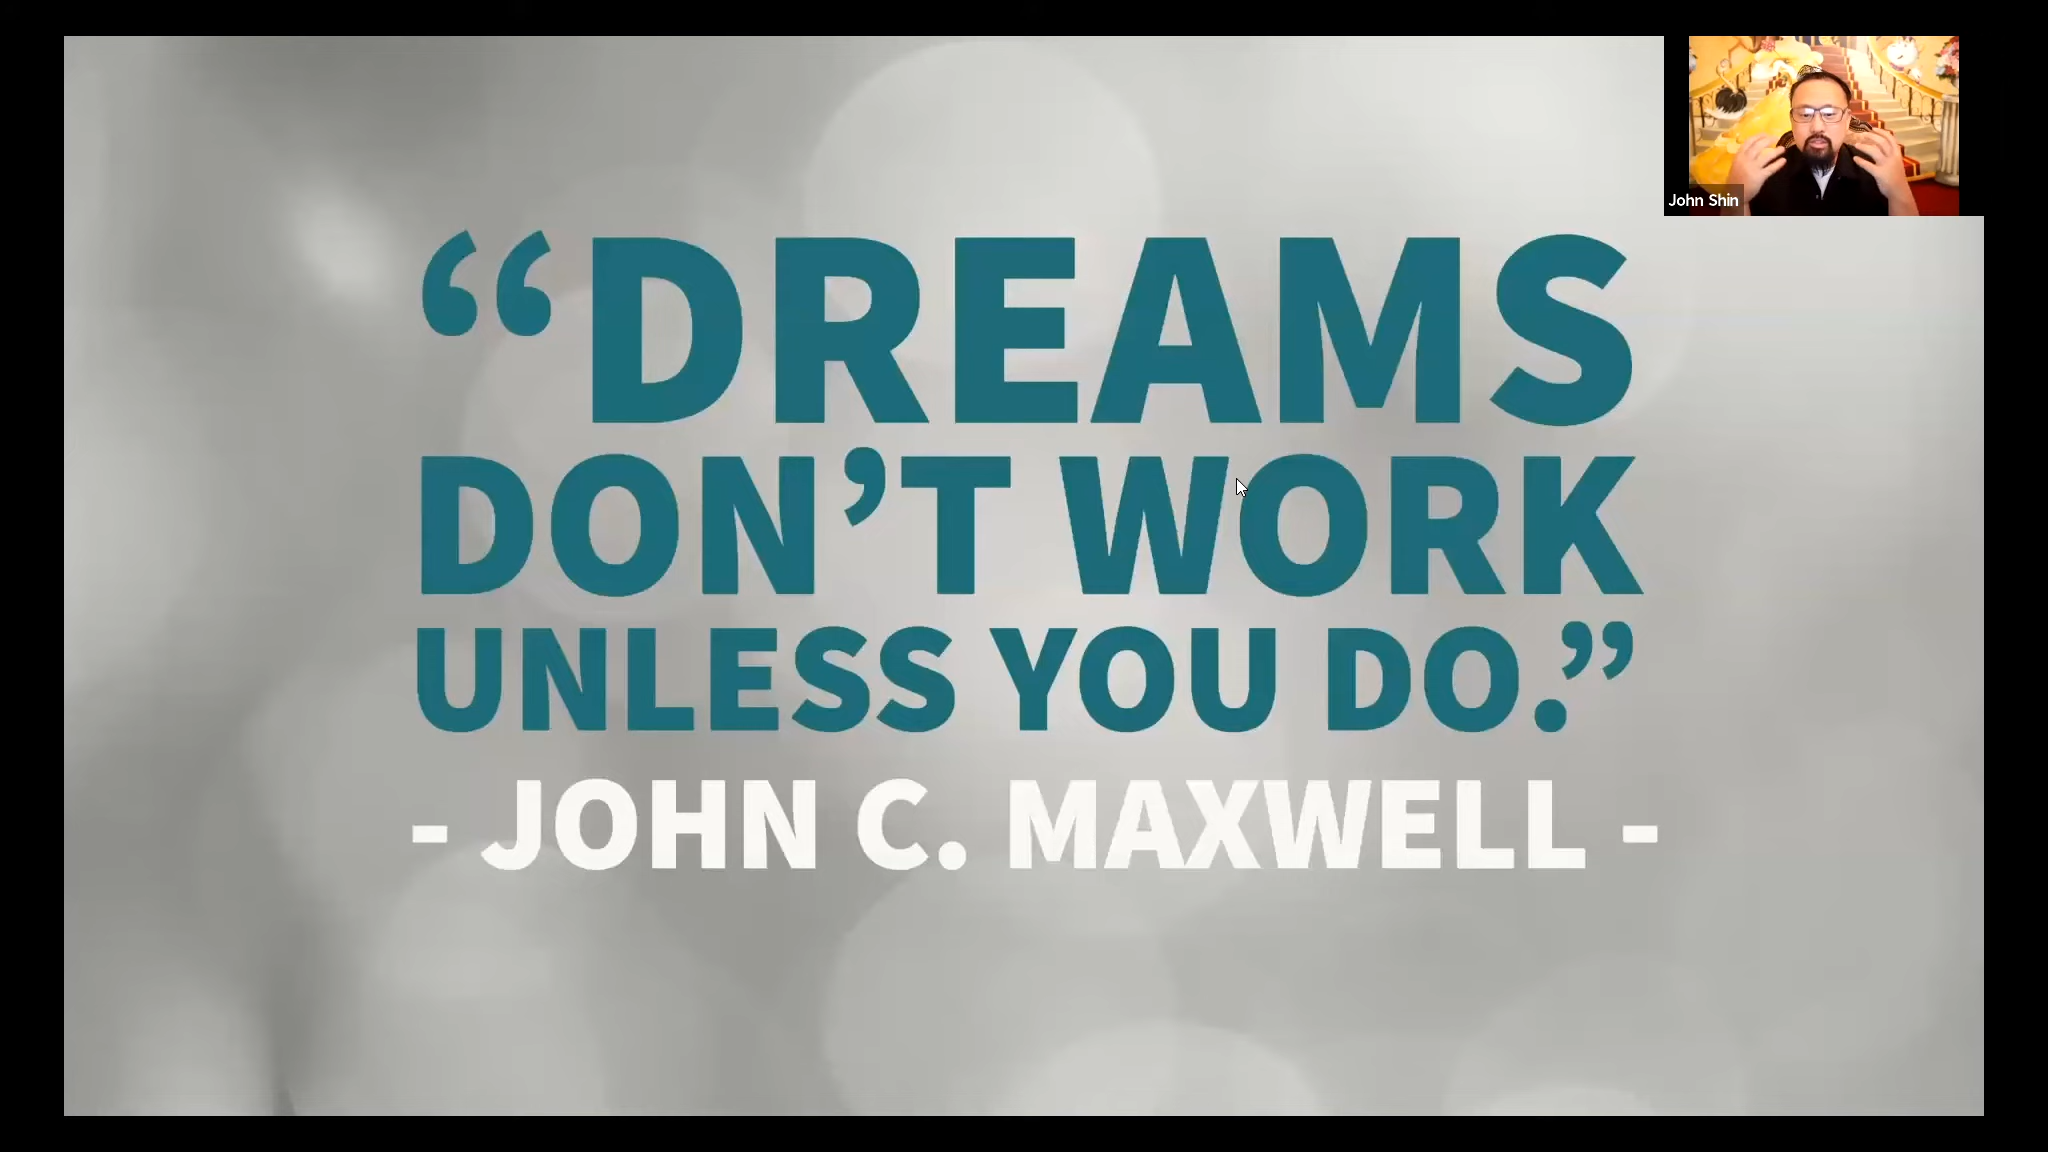 John Shin
“DREAMS
DON’T WORK
UNLESS YOU DO.”
- JOHN C. MAXWELL -